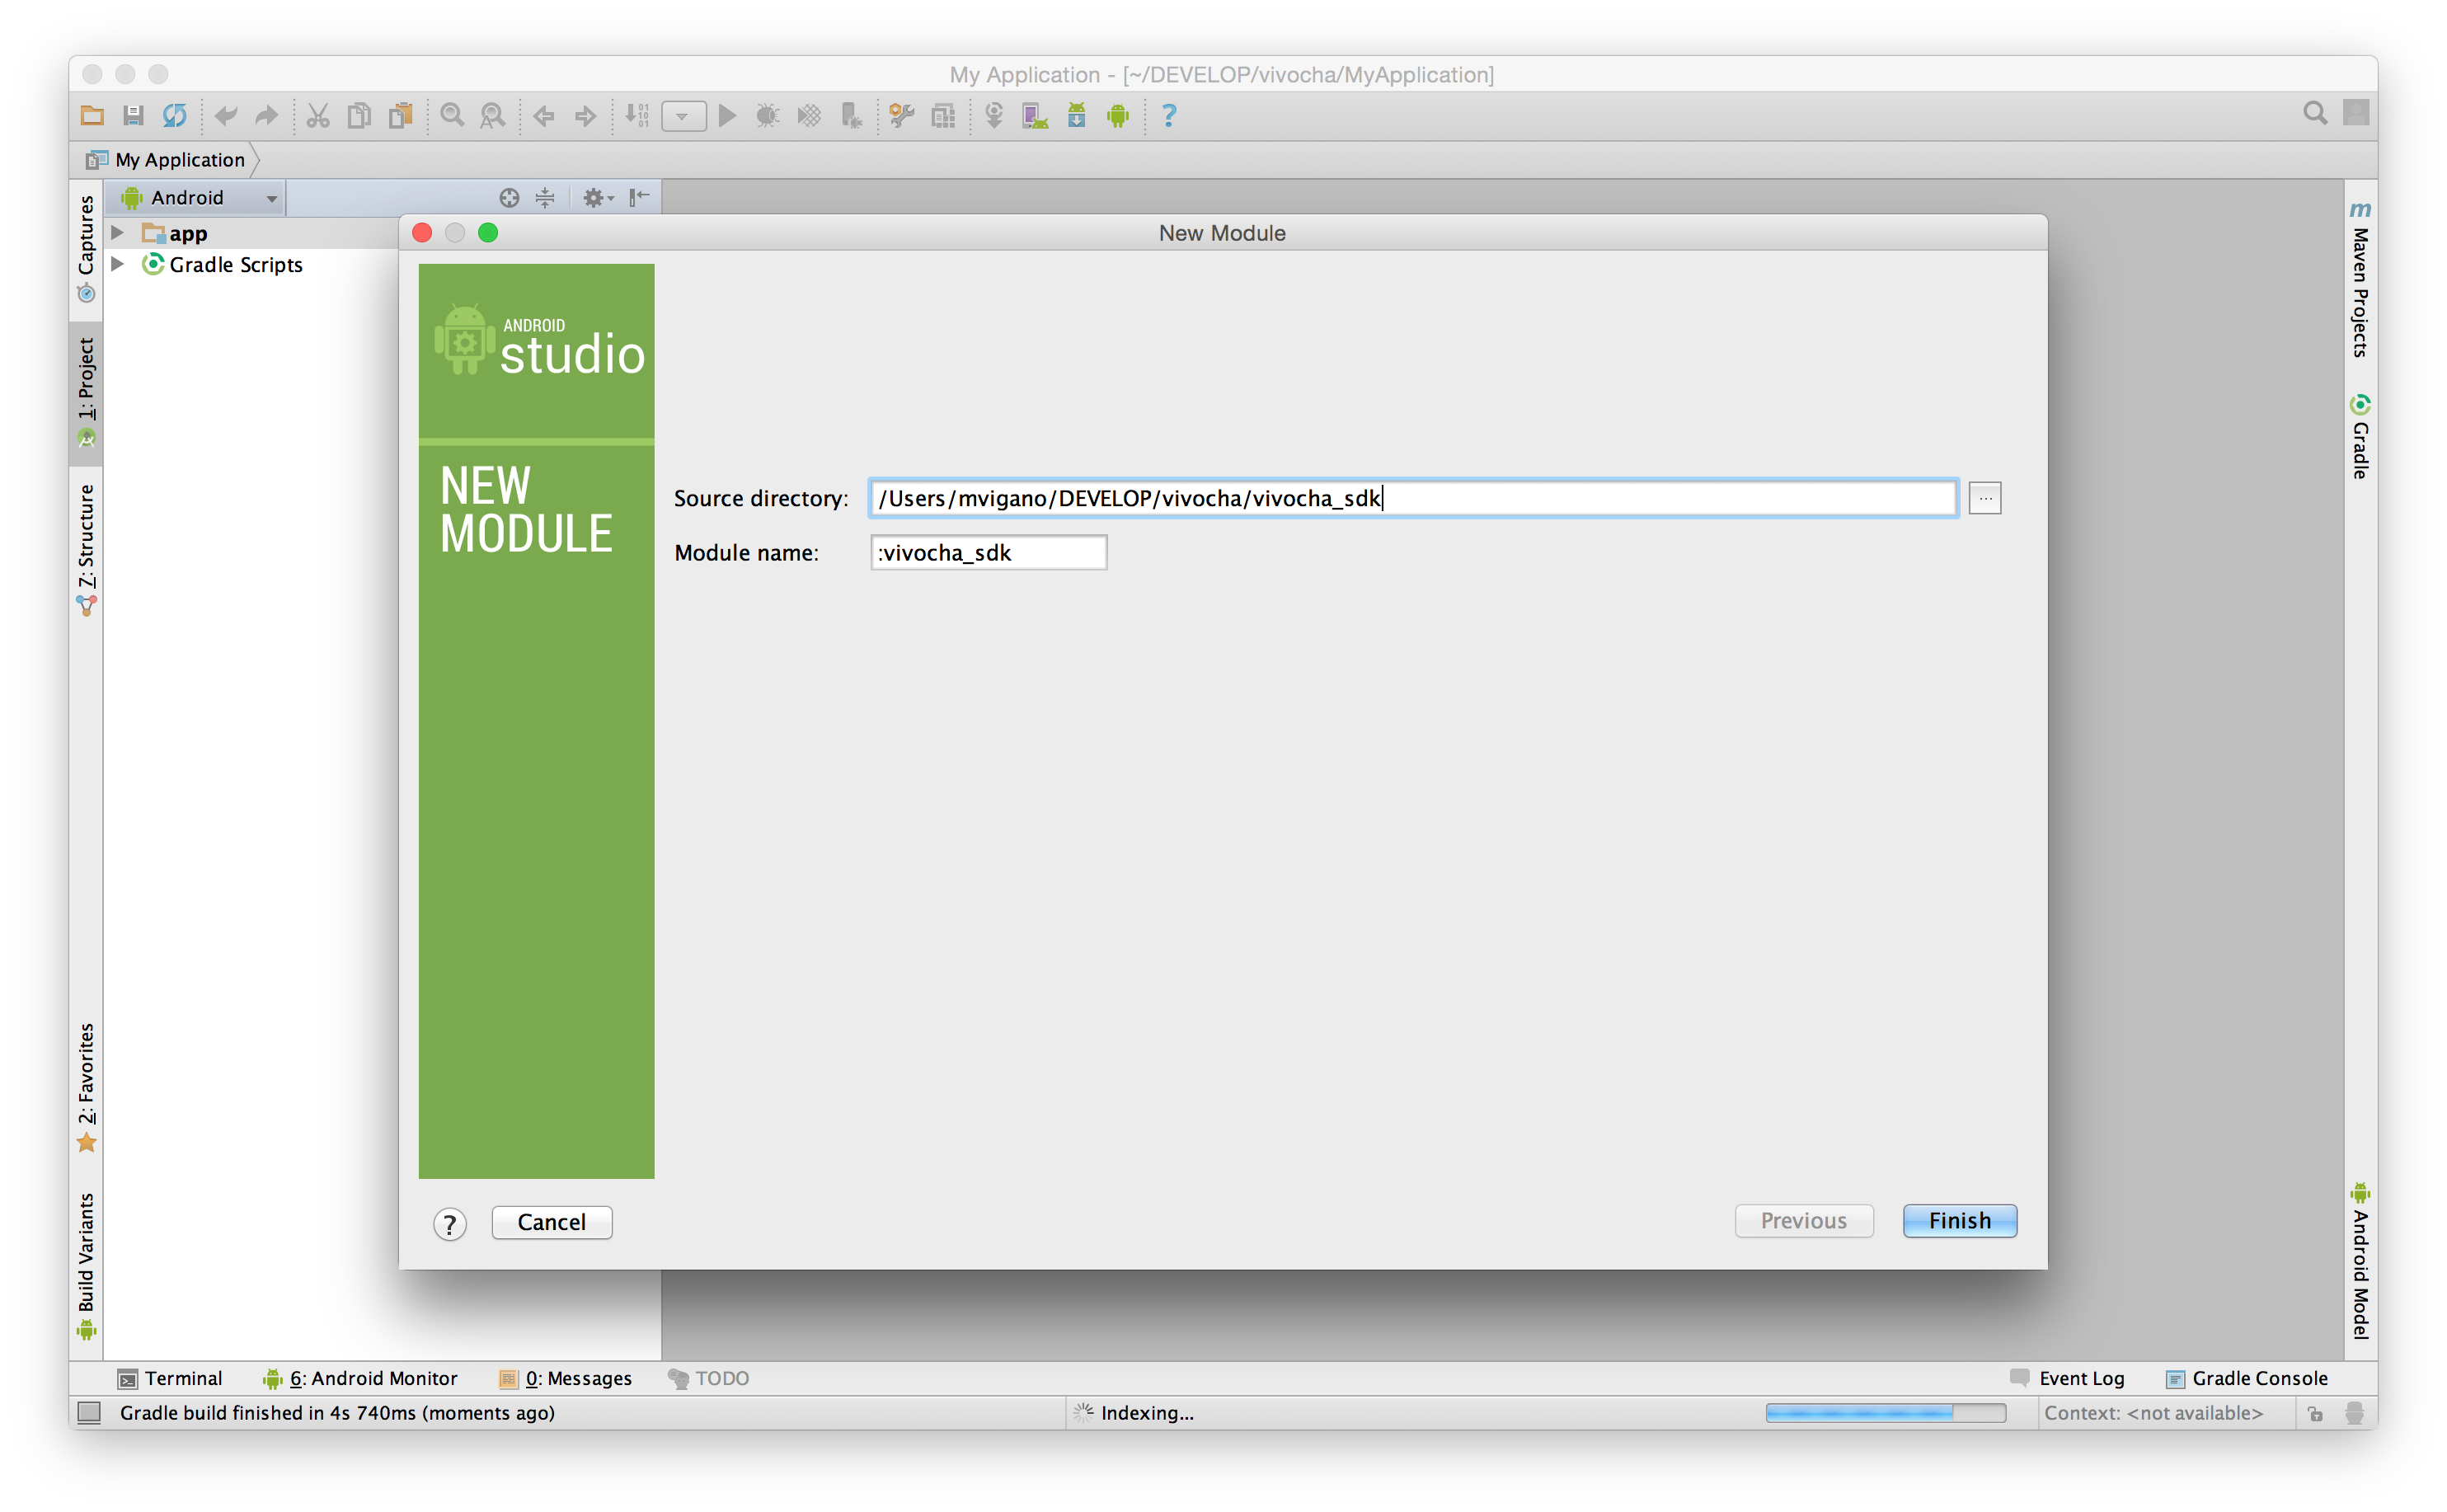 My Application - [~/DEVELOP/vivocha/MyApplication]
My Application
Android
app
Gradle Scripts
Captures
1: Project
7: Structure
2: Favorites
Build Variants
New Module
ANDROID
studio
NEW
MODULE
Source directory: /Users/mvigano/DEVELOP/vivocha/vivocha_sdk
...
Module name: :vivocha_sdk
?
Cancel
Previous
Finish
m Maven Projects
Gradle
Android Model
Terminal
6: Android Monitor
0: Messages
TODO
Event Log
Gradle Console
Gradle build finished in 4s 740ms (moments ago)
Indexing...
Context: <not available>